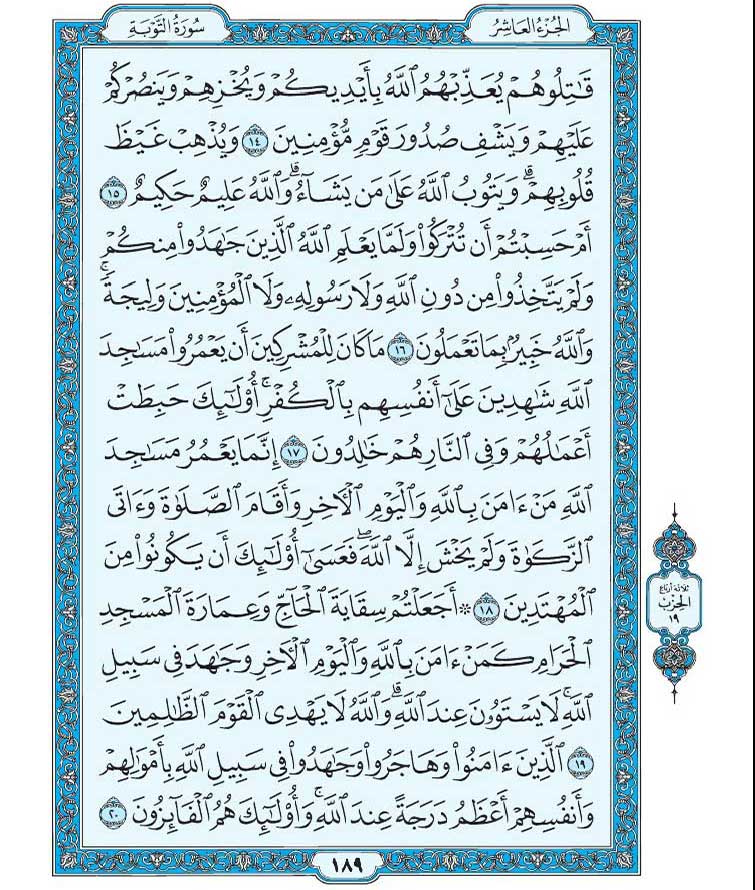 الجُزءُ العَاشِرُ
سُورَةُ التَّوْبَةِ
قَٰتِلُوهُمْ يُعَذِّبْهُمُ ٱللَّهُ بِأَيْدِيكُمْ وَيُخْزِهِمْ وَيَنصُرْكُمْ
عَلَيْهِمْ وَيَشْفِ صُدُورَ قَوْمٍ مُّؤْمِنِينَ ١٤ وَيُذْهِبْ غَيْظَ
قُلُوبِهِمْ ۗ وَيَتُوبُ ٱللَّهُ عَلَىٰ مَن يَشَآءُ ۗ وَٱللَّهُ عَلِيمٌ حَكِيمٌ ١٥
أَمْ حَسِبْتُمْ أَن تُتْرَكُوا۟ وَلَمَّا يَعْلَمِ ٱللَّهُ ٱلَّذِينَ جَٰهَدُوا۟ مِنكُمْ
وَلَمْ يَتَّخِذُوا۟ مِن دُونِ ٱللَّهِ وَلَا رَسُولِهِۦ وَلَا ٱلْمُؤْمِنِينَ وَلِيجَةً ۚ
وَٱللَّهُ خَبِيرٌۢ بِمَا تَعْمَلُونَ ١٦ مَا كَانَ لِلْمُشْرِكِينَ أَن يَعْمُرُوا۟ مَسَٰجِدَ
ٱللَّهِ شَٰهِدِينَ عَلَىٰٓ أَنفُسِهِم بِٱلْكُفْرِ ۚ أُو۟لَٰٓئِكَ حَبِطَتْ
أَعْمَٰلُهُمْ وَفِى ٱلنَّارِ هُمْ خَٰلِدُونَ ١٧ إِنَّمَا يَعْمُرُ مَسَٰجِدَ
ٱللَّهِ مَنْ ءَامَنَ بِٱللَّهِ وَٱلْيَوْمِ ٱلْءَاخِرِ وَأَقَامَ ٱلصَّلَوٰةَ وَءَاتَى
ٱلزَّكَوٰةَ وَلَمْ يَخْشَ إِلَّا ٱللَّهَ ۖ فَعَسَىٰٓ أُو۟لَٰٓئِكَ أَن يَكُونُوا۟ مِنَ
ٱلْمُهْتَدِينَ ١٨ * أَجَعَلْتُمْ سِقَايَةَ ٱلْحَآجِّ وَعِمَارَةَ ٱلْمَسْجِدِ
ٱلْحَرَامِ كَمَنْ ءَامَنَ بِٱللَّهِ وَٱلْيَوْمِ ٱلْءَاخِرِ وَجَٰهَدَ فِى سَبِيلِ
ٱللَّهِ ۚ لَا يَسْتَوُۥنَ عِندَ ٱللَّهِ ۗ وَٱللَّهُ لَا يَهْدِى ٱلْقَوْمَ ٱلظَّٰلِمِينَ
١٩ ٱلَّذِينَ ءَامَنُوا۟ وَهَاجَرُوا۟ وَجَٰهَدُوا۟ فِى سَبِيلِ ٱللَّهِ بِأَمْوَٰلِهِمْ
وَأَنفُسِهِمْ أَعْظَمُ دَرَجَةً عِندَ ٱللَّهِ ۚ وَأُو۟لَٰٓئِكَ هُمُ ٱلْفَآئِزُونَ ٢٠
ثلاثة أرباع
الحِزْب
١٩
١٨٩